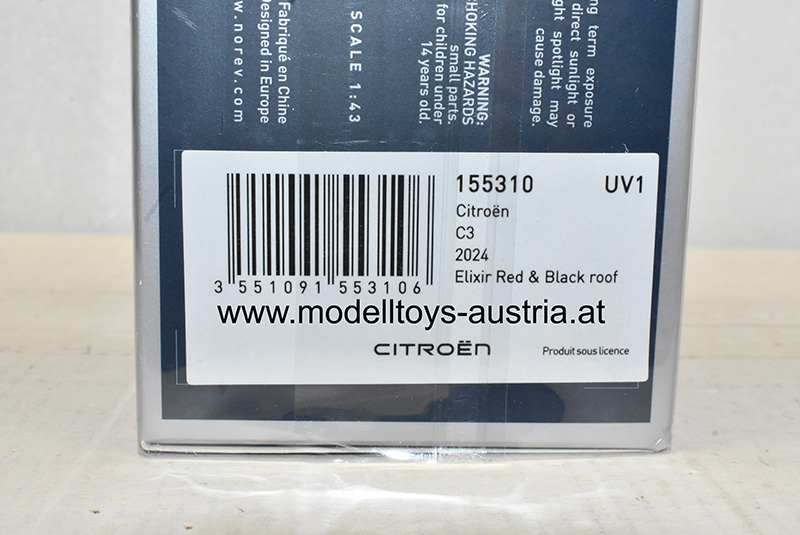 Fabriqué en Chine
Designed in Europe
www.norev.com
SCALE 1:43
WARNING:
CHOKING HAZARDS
small parts.
for children under
14 years old.
ng term exposure
direct sunlight or
ght spotlight may
cause damage.
155310 UV1
Citroën
C3
2024
Elixir Red & Black roof
3 551091 553106
www.modelltoys-austria.at
CITROËN Produit sous licence